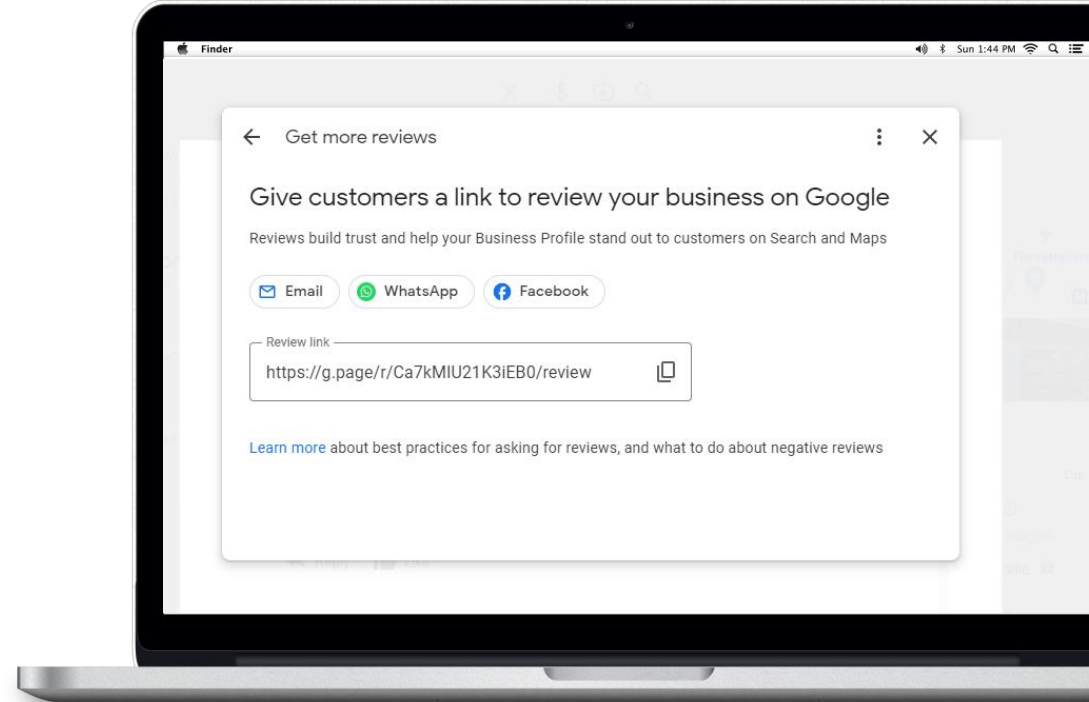 Finder
Sun 1:44 PM
Get more reviews
Give customers a link to review your business on Google
Reviews build trust and help your Business Profile stand out to customers on Search and Maps
Email WhatsApp Facebook
Review link
https://g.page/r/Ca7kMIU21K3iEB0/review
Learn more about best practices for asking for reviews, and what to do about negative reviews
Reply Like